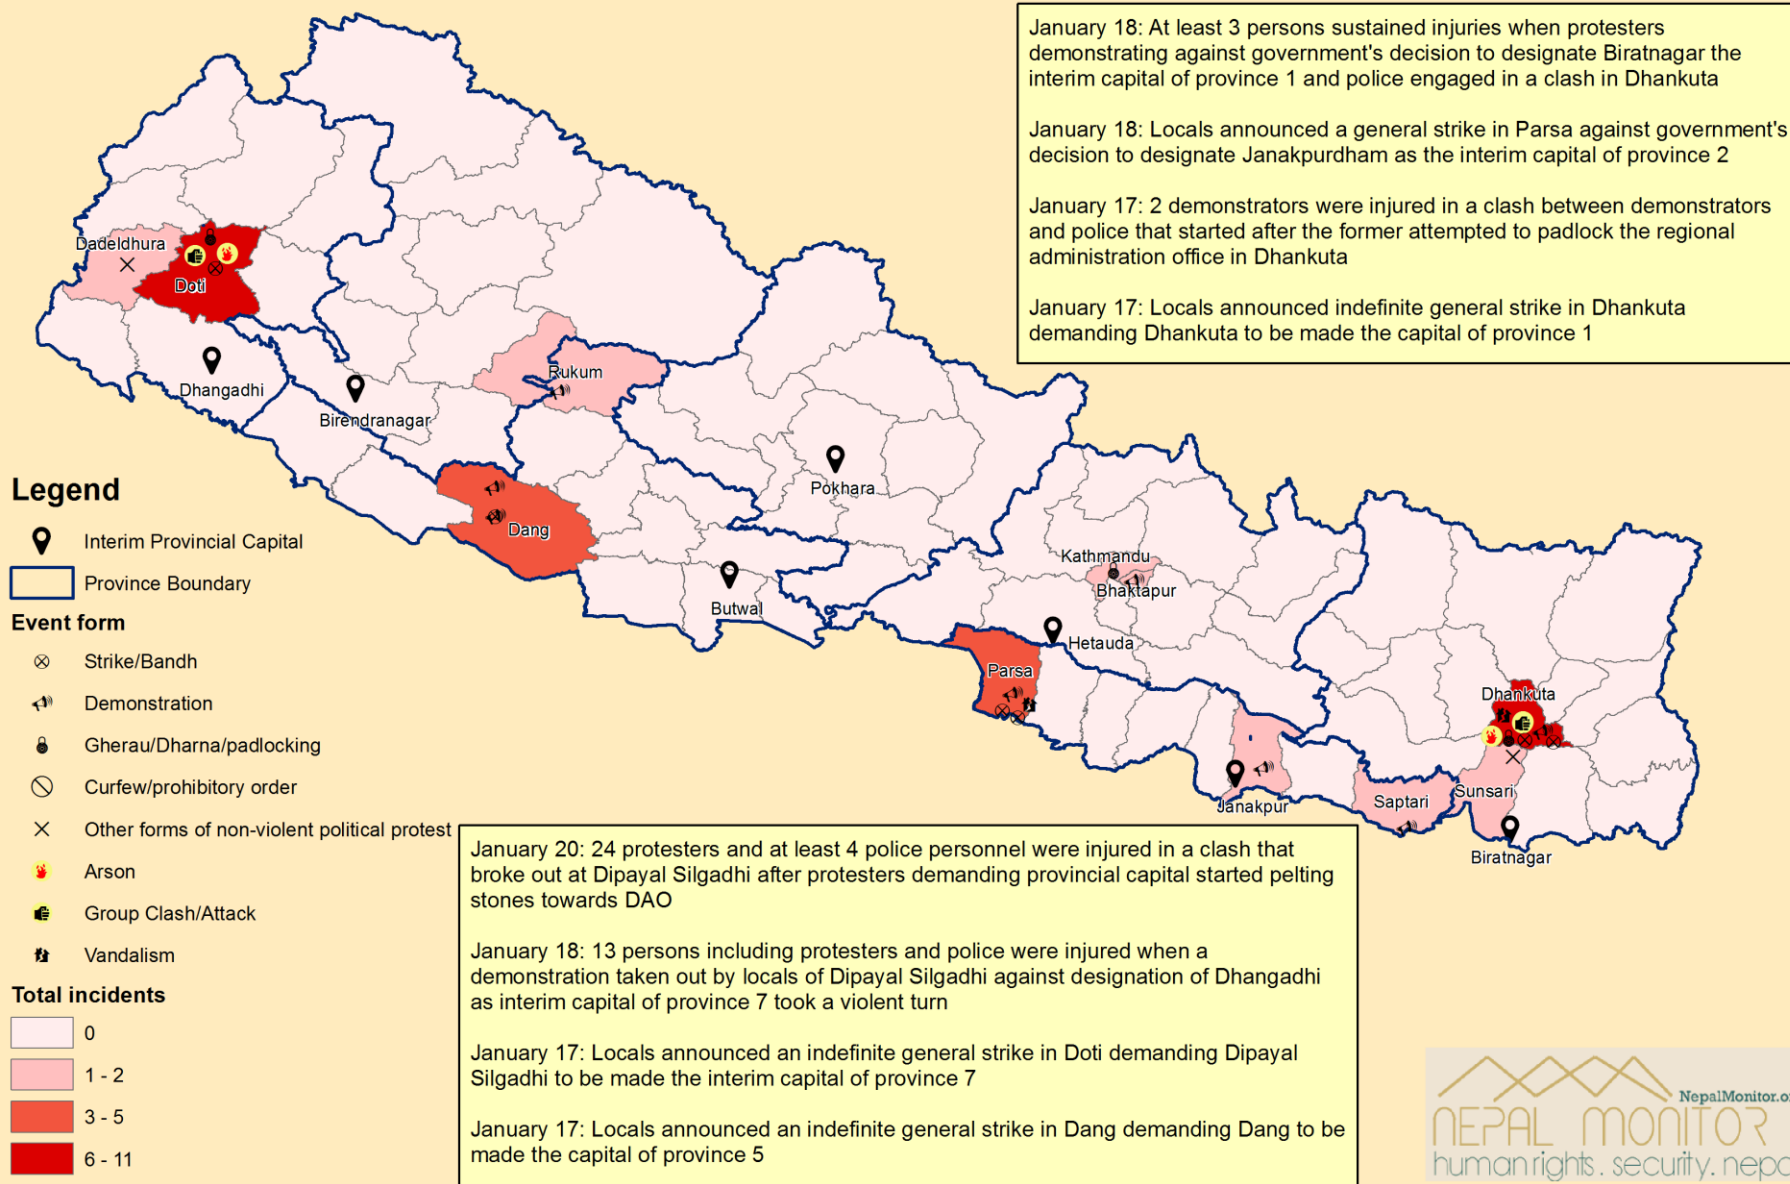 January 18: At least 3 persons sustained injuries when protesters
demonstrating against government's decision to designate Biratnagar the
interim capital of province 1 and police engaged in a clash in Dhankuta
January 18: Locals announced a general strike in Parsa against government's
decision to designate Janakpurdham as the interim capital of province 2
January 17: 2 demonstrators were injured in a clash between demonstrators
and police that started after the former attempted to padlock the regional
administration office in Dhankuta
January 17: Locals announced indefinite general strike in Dhankuta
demanding Dhankuta to be made the capital of province 1
Dadeldhura
Doti
Dhangadhi
Birendranagar
Rukum
Pokhara
Dang
Butwal
Kathmandu
Bhaktapur
Hetauda
Parsa
Janakpur
Saptari
Sunsari
Dhankuta
Biratnagar
Legend
Interim Provincial Capital
Province Boundary
Event form
Strike/Bandh
Demonstration
Gherau/Dharna/padlocking
Curfew/prohibitory order
Other forms of non-violent political protest
Arson
Group Clash/Attack
Vandalism
Total incidents
0
1 - 2
3 - 5
6 - 11
January 20: 24 protesters and at least 4 police personnel were injured in a clash that
broke out at Dipayal Silgadhi after protesters demanding provincial capital started pelting
stones towards DAO
January 18: 13 persons including protesters and police were injured when a
demonstration taken out by locals of Dipayal Silgadhi against designation of Dhangadhi
as interim capital of province 7 took a violent turn
January 17: Locals announced an indefinite general strike in Doti demanding Dipayal
Silgadhi to be made the interim capital of province 7
January 17: Locals announced an indefinite general strike in Dang demanding Dang to be
made the capital of province 5
NepalMonitor.or
NEPAL MONITOR
human rights. security. nepa